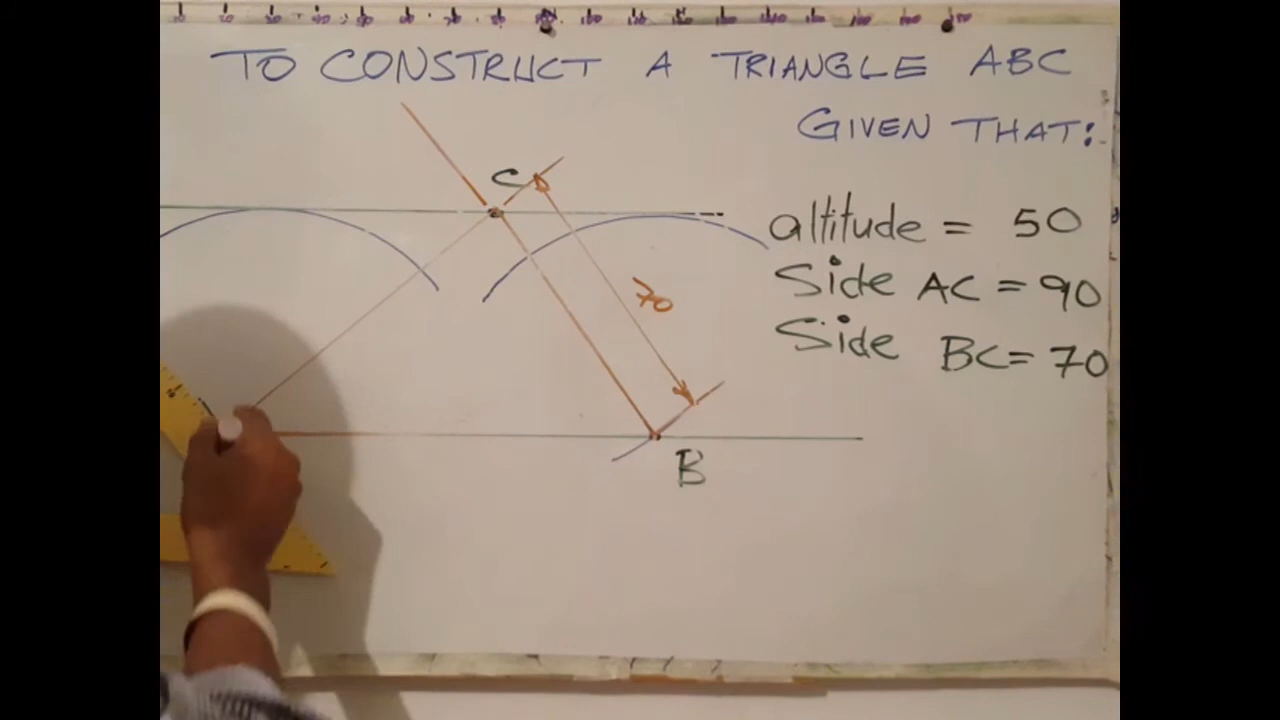 TO CONSTRUCT A TRIANGLE ABC
GIVEN THAT:
C
altitude = 50
Side AC = 90
70
Side BC = 70
B